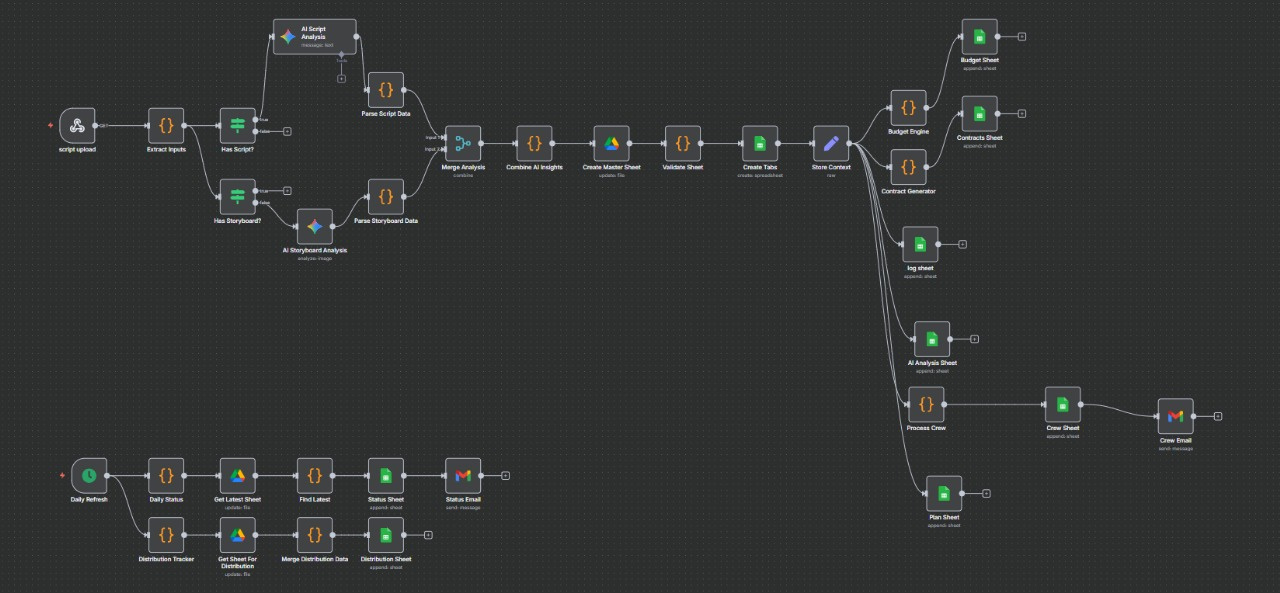 AI Script
Analysis
message: text
Tools
Parse Script Data
script upload
GET
Extract Inputs
Has Script?
true
false
Has Storyboard?
true
false
AI Storyboard Analysis
analyze: image
Parse Storyboard Data
Input 1
Input 2
Merge Analysis
combine
Combine AI Insights
Create Master Sheet
update: file
Validate Sheet
Create Tabs
create: spreadsheet
Store Context
raw
Budget Engine
Budget Sheet
append: sheet
Contract Generator
Contracts Sheet
append: sheet
log sheet
append: sheet
AI Analysis Sheet
append: sheet
Process Crew
Crew Sheet
append: sheet
Crew Email
send: message
Plan Sheet
append: sheet
Daily Refresh
Daily Status
Get Latest Sheet
update: file
Find Latest
Status Sheet
append: sheet
Status Email
send: message
Distribution Tracker
Get Sheet For
Distribution
update: file
Merge Distribution Data
Distribution Sheet
append: sheet